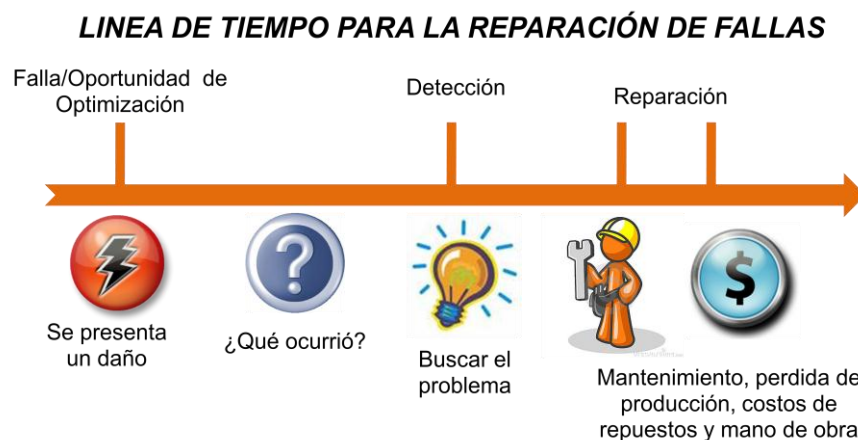 LINEA DE TIEMPO PARA LA REPARACIÓN DE FALLAS
Falla/Oportunidad de
Optimización
Detección
Reparación
?
$
Se presenta
un daño
¿Qué ocurrió?
Buscar el
problema
Mantenimiento, perdida de
producción, costos de
repuestos y mano de obra